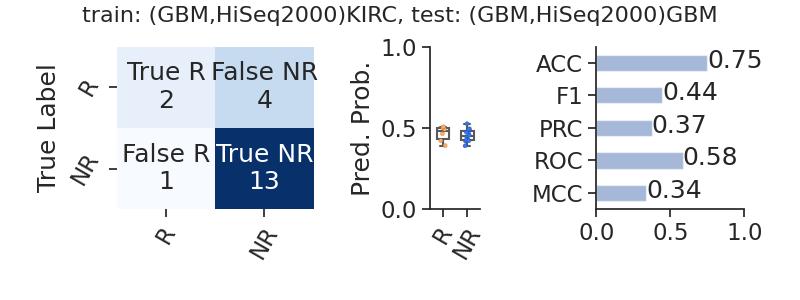 train: (GBM,HiSeq2000)KIRC, test: (GBM,HiSeq2000)GBM
True Label
R
NR
True R
2
False NR
4
False R
1
True NR
13
R
NR
Pred. Prob.
1.0
0.5
0.0
R
NR
ACC
0.75
F1
0.44
PRC
0.37
ROC
0.58
MCC
0.34
0.0
0.5
1.0